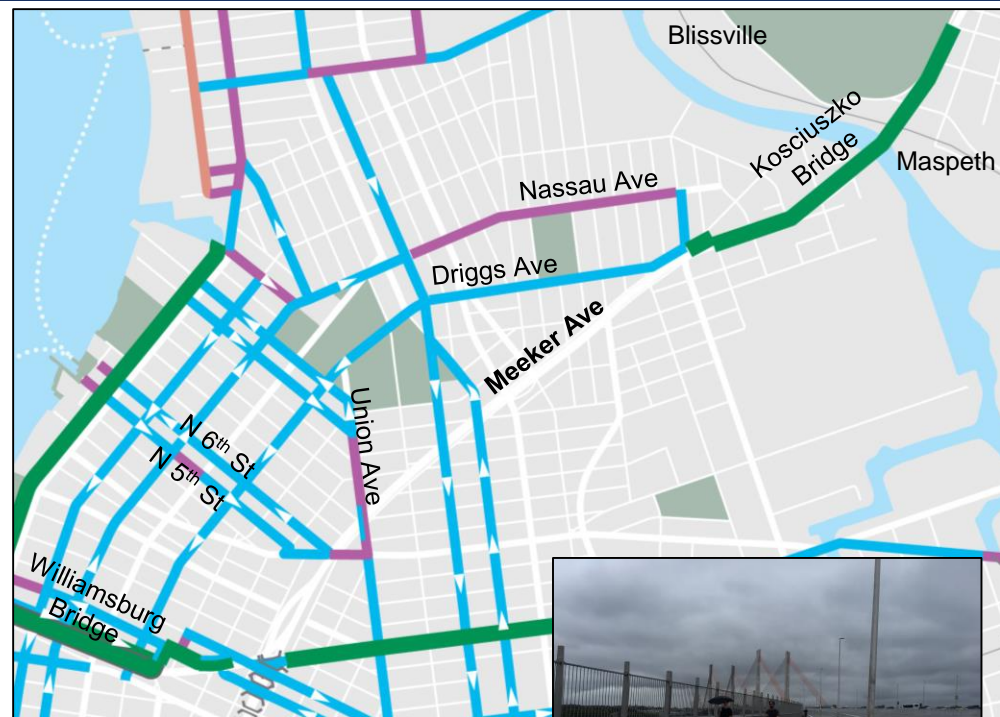 Blissville
Kosciuszko
Bridge
Maspeth
Nassau Ave
Driggs Ave
Meeker Ave
Union Ave
N 6th St
N 5th St
Williamsburg
Bridge